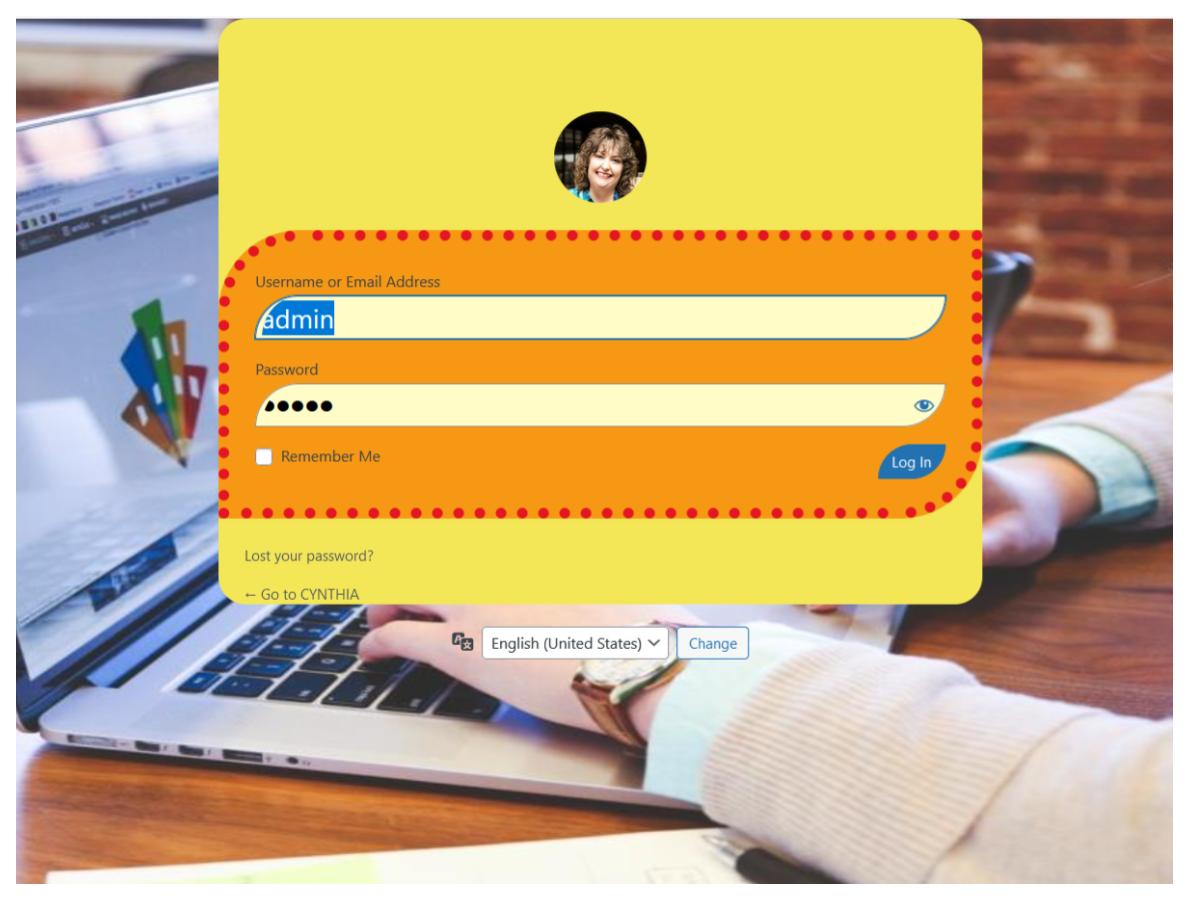 Username or Email Address
admin
Password
•••••
Remember Me
Log In
Lost your password?
← Go to CYNTHIA
English (United States)
Change